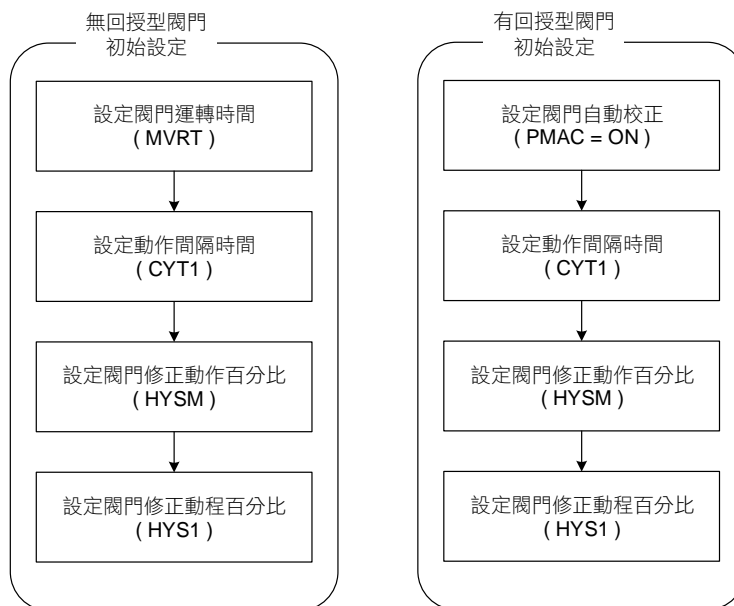 無回授型閥門
初始設定
設定閥門運轉時間
( MVRT )
設定動作間隔時間
( CYT1 )
設定閥門修正動作百分比
( HYSM )
設定閥門修正動程百分比
( HYS1 )
有回授型閥門
初始設定
設定閥門自動校正
( PMAC = ON )
設定動作間隔時間
( CYT1 )
設定閥門修正動作百分比
( HYSM )
設定閥門修正動程百分比
( HYS1 )